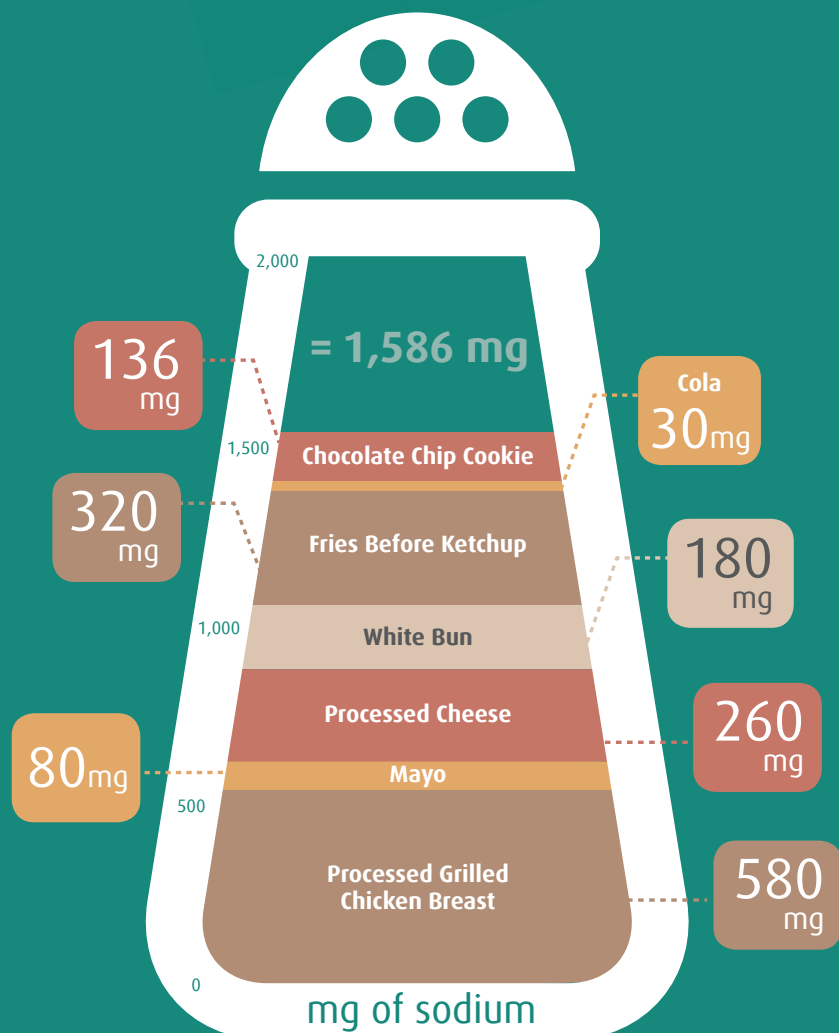 2,000
= 1,586 mg
136
mg
Cola
30mg
1,500
Chocolate Chip Cookie
320
mg
Fries Before Ketchup
180
mg
1,000
White Bun
260
mg
Processed Cheese
80mg
Mayo
500
580
mg
Processed Grilled
Chicken Breast
0
mg of sodium